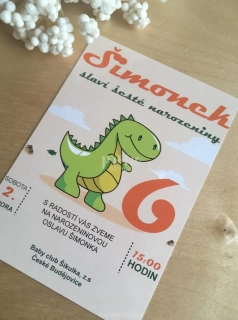 Šimonek
slaví šesté narozeniny
6
SOBOTA
2
S RADOSTÍ VÁS ZVEME
NA NAROZENINOVOU
OSLAVU ŠIMONKA
15:00
HODIN
Baby club Šikulka, z.s
České Budějovice